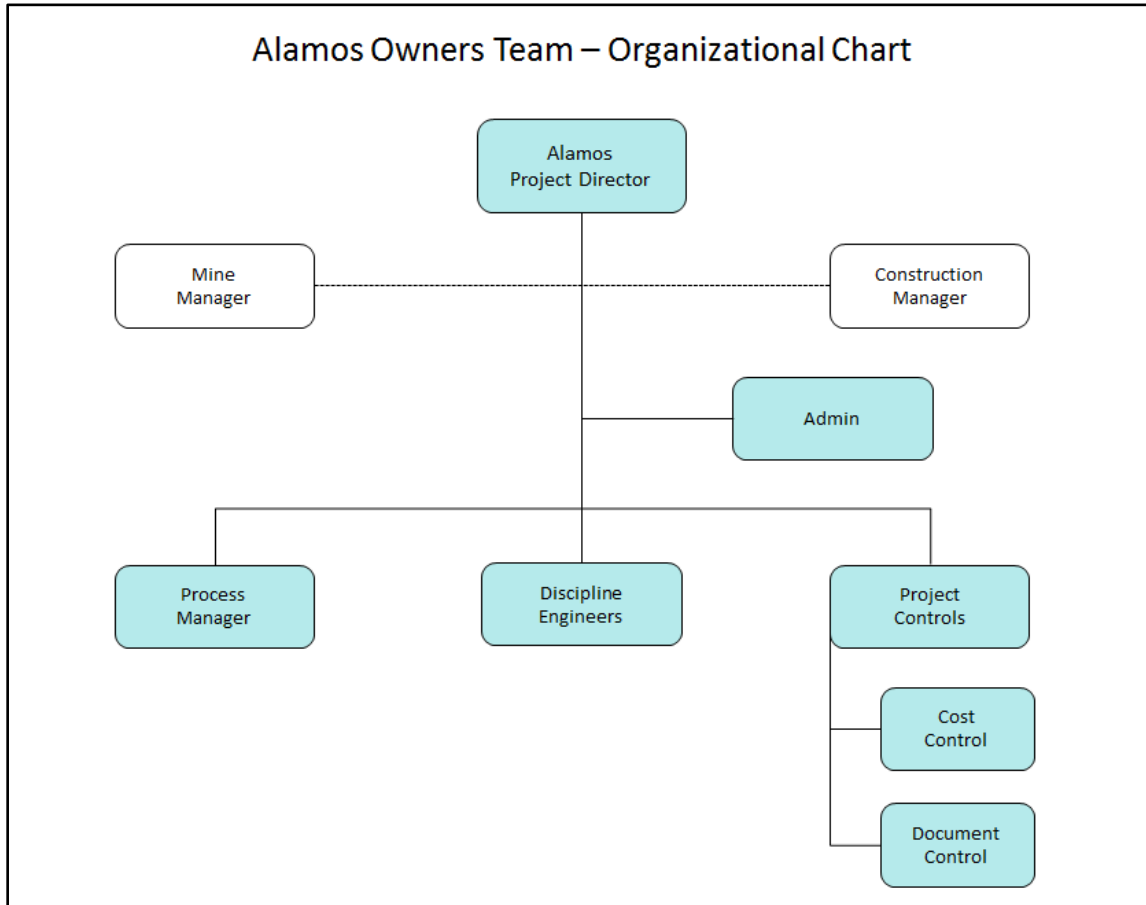 Alamos Owners Team – Organizational Chart
Alamos
Project Director
Mine
Manager
Construction
Manager
Admin
Process
Manager
Discipline
Engineers
Project
Controls
Cost
Control
Document
Control